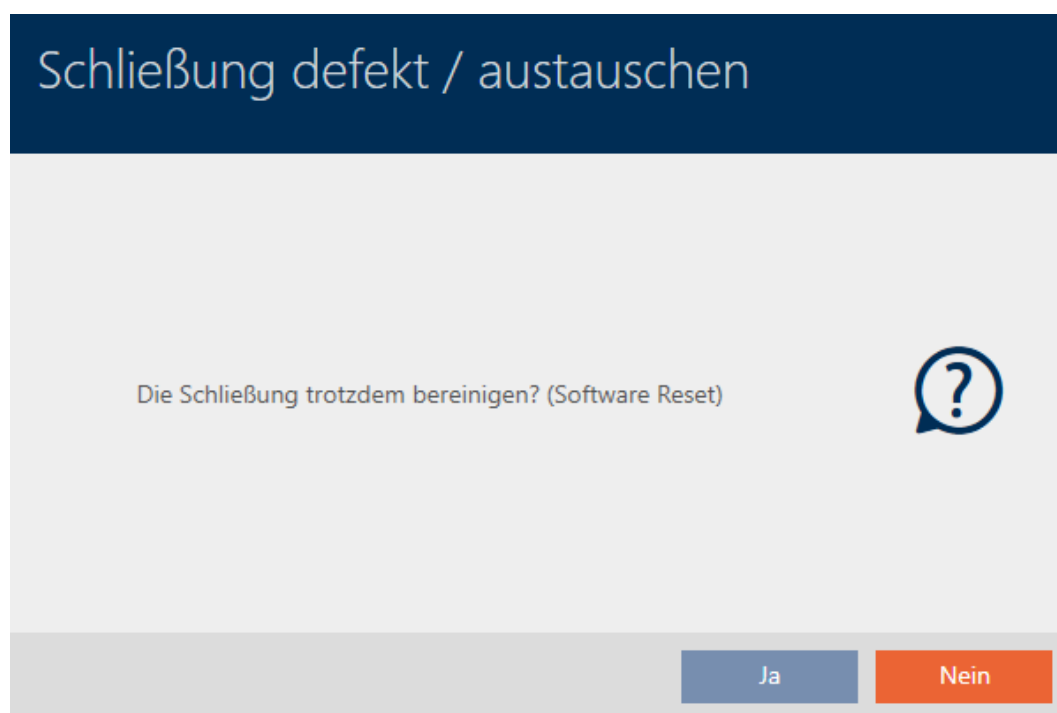 Schließung defekt / austauschen
Die Schließung trotzdem bereinigen? (Software Reset)
?
Ja
Nein